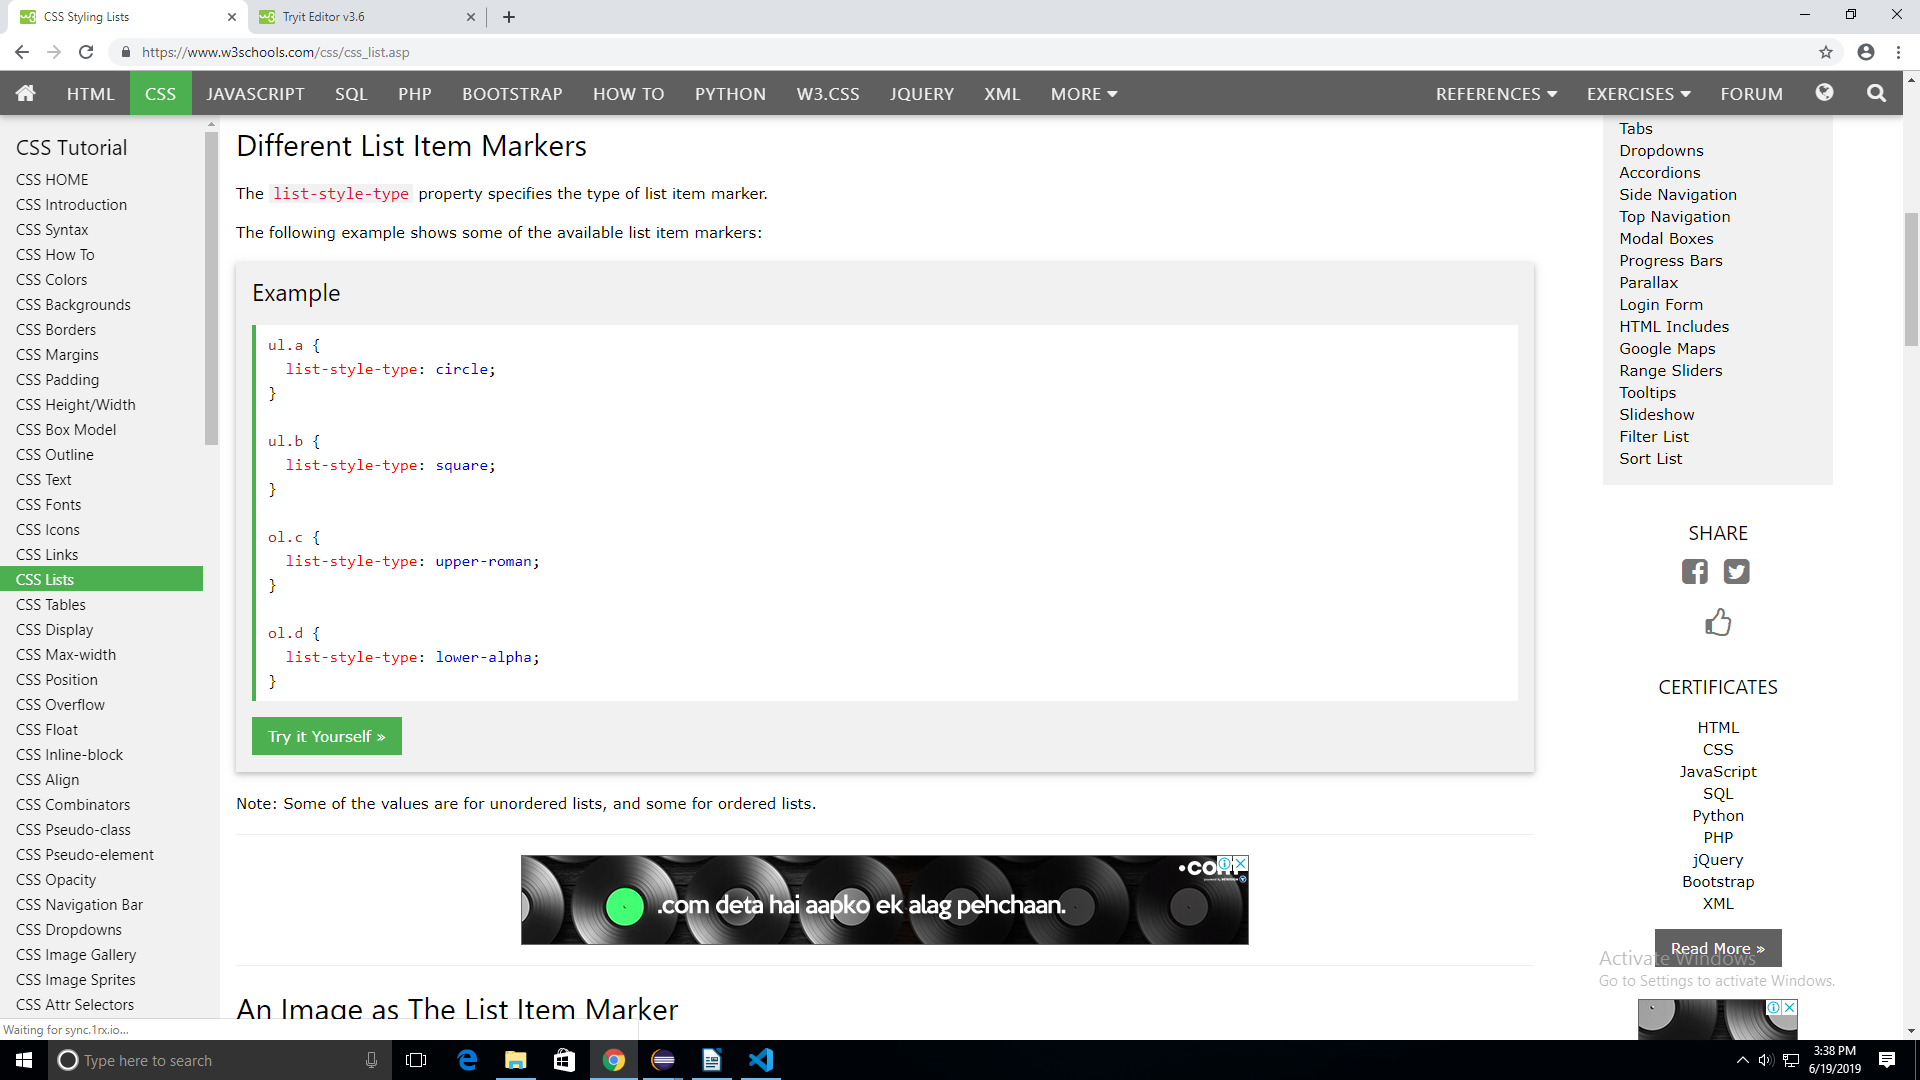 CSS Styling Lists
Tryit Editor v3.6
https://www.w3schools.com/css/css_list.asp
HTML CSS JAVASCRIPT SQL PHP BOOTSTRAP HOW TO PYTHON W3.CSS JQUERY XML MORE REFERENCES EXERCISES FORUM
CSS Tutorial
CSS HOME
CSS Introduction
CSS Syntax
CSS How To
CSS Colors
CSS Backgrounds
CSS Borders
CSS Margins
CSS Padding
CSS Height/Width
CSS Box Model
CSS Outline
CSS Text
CSS Fonts
CSS Icons
CSS Links
CSS Lists
CSS Tables
CSS Display
CSS Max-width
CSS Position
CSS Overflow
CSS Float
CSS Inline-block
CSS Align
CSS Combinators
CSS Pseudo-class
CSS Pseudo-element
CSS Opacity
CSS Navigation Bar
CSS Dropdowns
CSS Image Gallery
CSS Image Sprites
CSS Attr Selectors
Waiting for sync.1rx.io...
Different List Item Markers
The list-style-type property specifies the type of list item marker.
The following example shows some of the available list item markers:
Example
ul.a {
list-style-type: circle;
}
ul.b {
list-style-type: square;
}
ol.c {
list-style-type: upper-roman;
}
ol.d {
list-style-type: lower-alpha;
}
Try it Yourself »
Note: Some of the values are for unordered lists, and some for ordered lists.
.com deta hai aapko ek alag pehchaan.
An Image as The List Item Marker
Tabs
Dropdowns
Accordions
Side Navigation
Top Navigation
Modal Boxes
Progress Bars
Parallax
Login Form
HTML Includes
Google Maps
Range Sliders
Tooltips
Slideshow
Filter List
Sort List
SHARE
CERTIFICATES
HTML
CSS
JavaScript
SQL
Python
PHP
jQuery
Bootstrap
XML
Read More »
Activate Windows
Go to Settings to activate Windows.
Type here to search
3:38 PM
6/19/2019